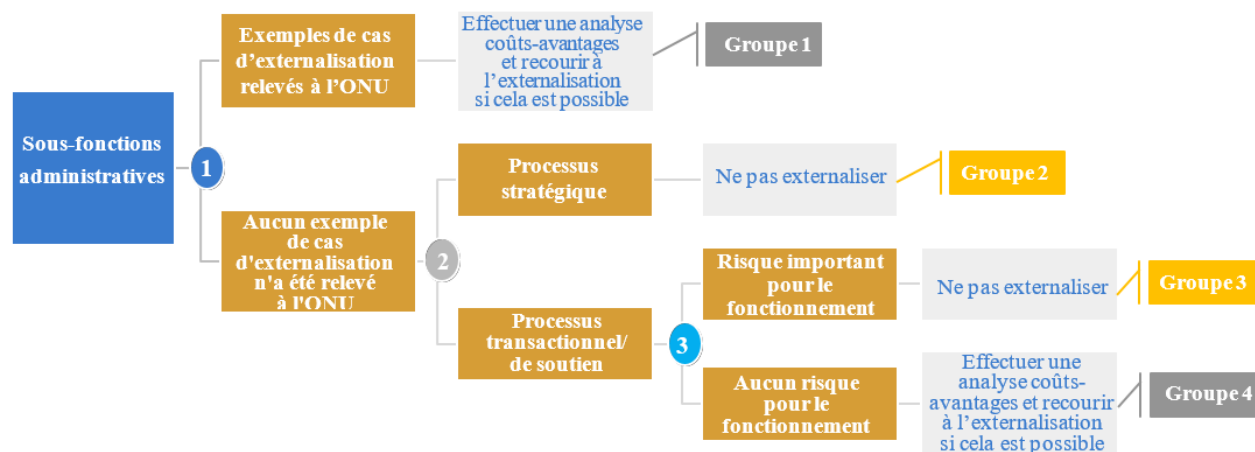 Sous-fonctions
administratives
1
Exemples de cas
d'externalisation
relevés à l'ONU
Effectuer une analyse
coûts-avantages
et recourir à
l'externalisation
si cela est possible
Groupe 1
Aucun exemple
de cas
d'externalisation
n'a été relevé
à l'ONU
2
Processus
stratégique
Ne pas externaliser
Groupe 2
Processus
transactionnel/
de soutien
3
Risque important
pour le
fonctionnement
Ne pas externaliser
Groupe 3
Aucun risque
pour le
fonctionnement
Effectuer une
analyse coûts-
avantages et recourir
à l'externalisation
si cela est possible
Groupe 4